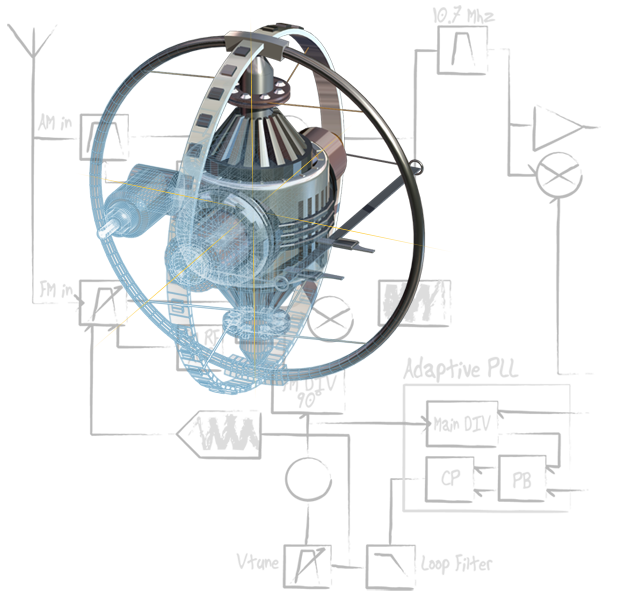 10.7 Mhz
AM in
FM in
RF
FM DIV
90°
Adaptive PLL
Main DIV
CP
PB
Vtune
Loop Filter